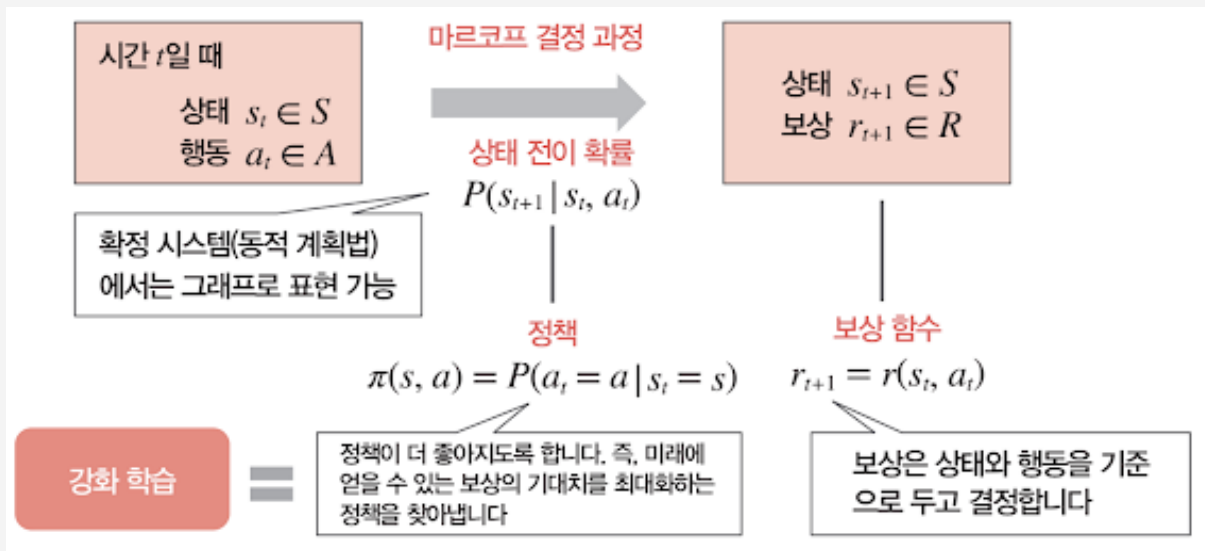 시간 t일 때
상태 s_t ∈ S
행동 a_t ∈ A
마르코프 결정 과정
상태 전이 확률
P(s_{t+1} | s_t, a_t)
상태 s_{t+1} ∈ S
보상 r_{t+1} ∈ R
확정 시스템(동적 계획법)
에서는 그래프로 표현 가능
정책
π(s, a) = P(a_t = a | s_t = s)
보상 함수
r_{t+1} = r(s_t, a_t)
강화 학습
=
정책이 더 좋아지도록 합니다. 즉, 미래에
얻을 수 있는 보상의 기대치를 최대화하는
정책을 찾아냅니다
보상은 상태와 행동을 기준
으로 두고 결정합니다